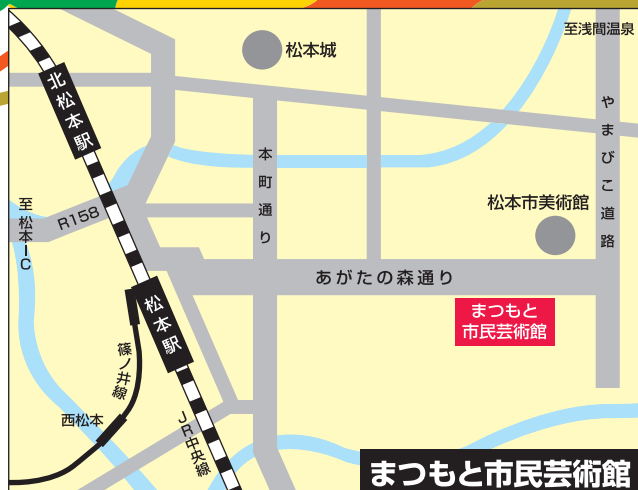 至浅間温泉
松本城
北松本駅
やまびこ道路
本町通り
至松本IC
R158
松本市美術館
あがたの森通り
松本駅
まつもと
市民芸術館
篠ノ井線
西松本
JR中央線
まつもと市民芸術館